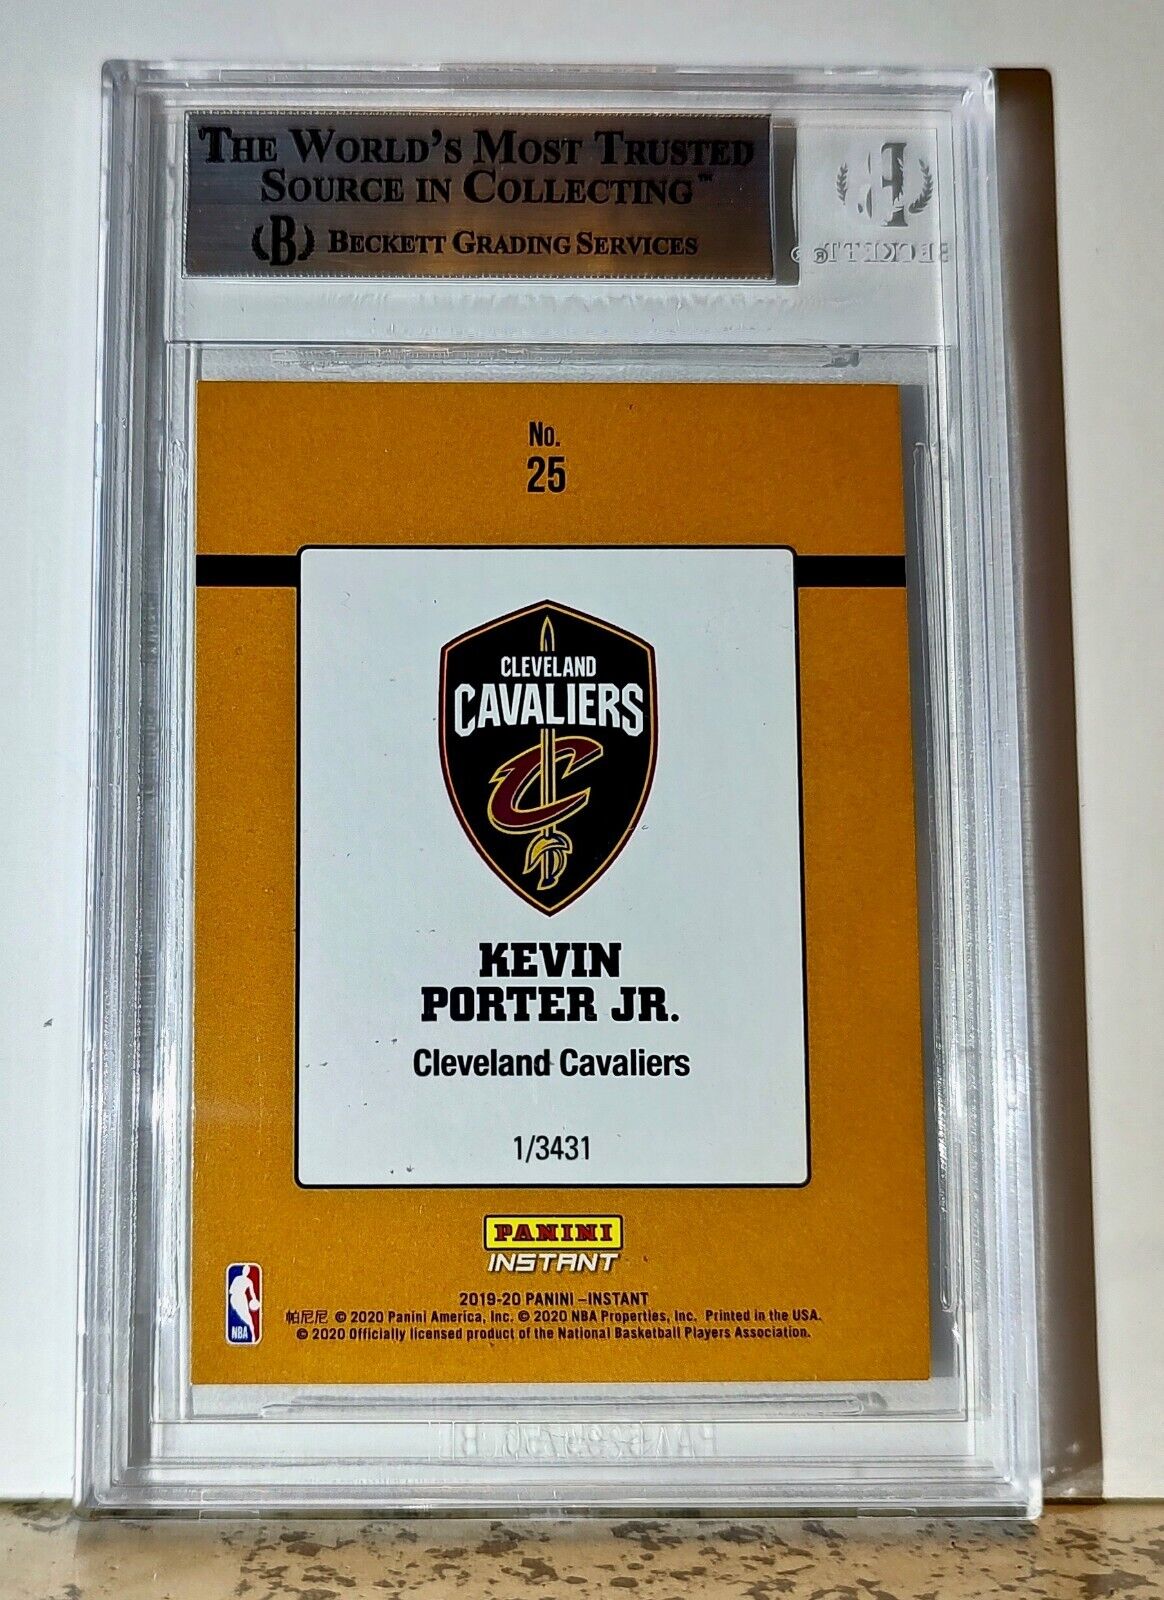 THE WORLD'S MOST TRUSTED
SOURCE IN COLLECTING™
(B) BECKETT GRADING SERVICES
BECKETT®
No.
25
CLEVELAND
CAVALIERS
C
KEVIN
PORTER JR.
Cleveland Cavaliers
1/3431
PANINI
INSTANT
2019-20 PANINI –INSTANT
帕尼尼 © 2020 Panini America, Inc. © 2020 NBA Properties, Inc. Printed in the USA.
© 2020 Officially licensed product of the National Basketball Players Association.
NBA